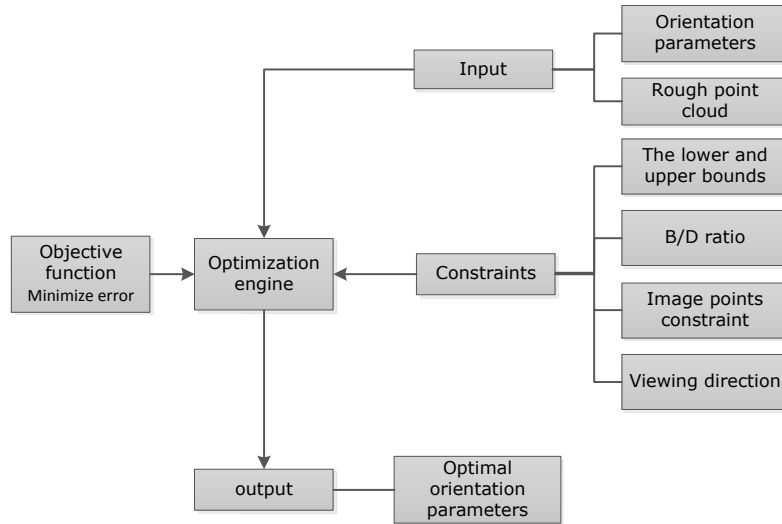 Orientation
parameters
Input
Rough point
cloud
The lower and
upper bounds
B/D ratio
Objective
function
Minimize error
Optimization
engine
Constraints
Image points
constraint
Viewing direction
output
Optimal
orientation
parameters